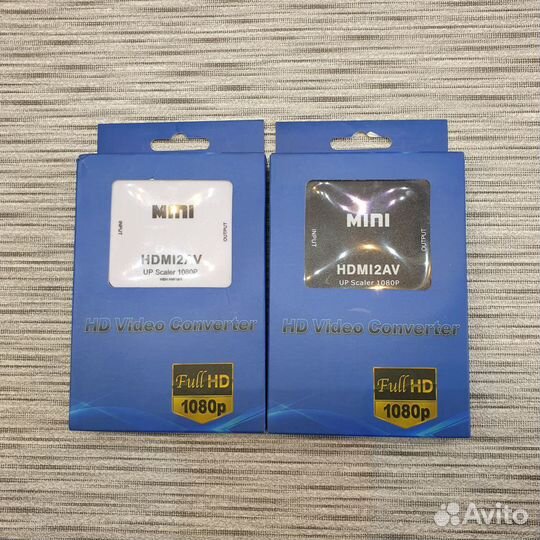 MINI
INPUT
OUTPUT
HDMI2AV
UP Scaler 1080P
HD Video Converter
Full HD
1080p
MINI
INPUT
OUTPUT
HDMI2AV
UP Scaler 1080P
HD Video Converter
Full HD
1080p
Avito